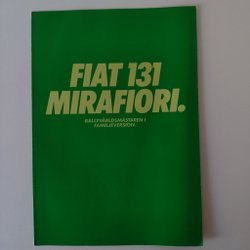 FIAT 131
MIRAFIORI.
RALLYVÄRLDSMÄSTAREN I
FAMILJEVERSION.